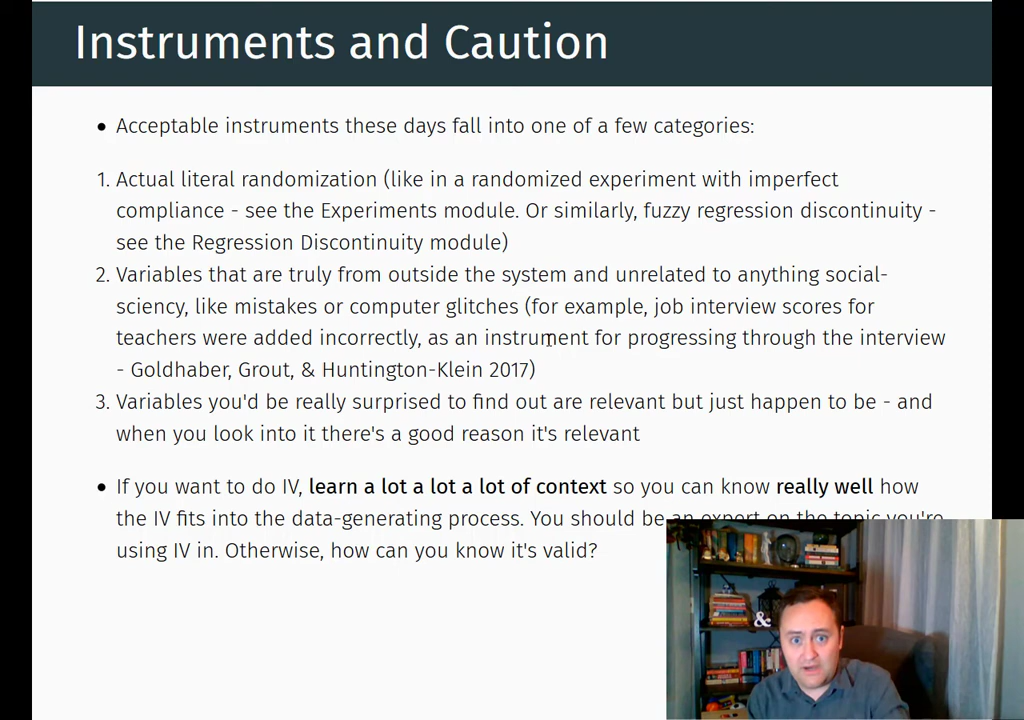 Instruments and Caution
• Acceptable instruments these days fall into one of a few categories:
1. Actual literal randomization (like in a randomized experiment with imperfect
compliance - see the Experiments module. Or similarly, fuzzy regression discontinuity -
see the Regression Discontinuity module)
2. Variables that are truly from outside the system and unrelated to anything social-
sciency, like mistakes or computer glitches (for example, job interview scores for
teachers were added incorrectly, as an instrument for progressing through the interview
- Goldhaber, Grout, & Huntington-Klein 2017)
3. Variables you'd be really surprised to find out are relevant but just happen to be - and
when you look into it there's a good reason it's relevant
• If you want to do IV, learn a lot a lot a lot of context so you can know really well how
the IV fits into the data-generating process. You should be an expert on the topic you're
using IV in. Otherwise, how can you know it's valid?
&